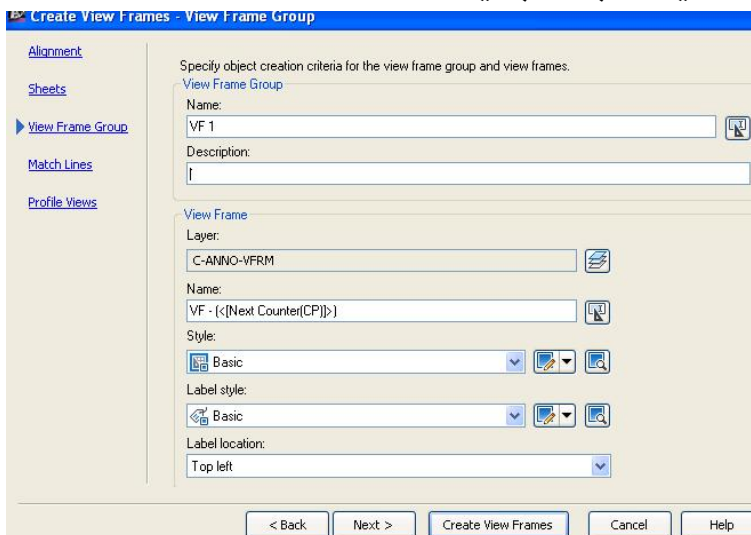 Create View Frames - View Frame Group
Alignment
Sheets
View Frame Group
Match Lines
Profile Views
Specify object creation criteria for the view frame group and view frames.
View Frame Group
Name:
VF 1
Description:
View Frame
Layer:
C-ANNO-VFRM
Name:
VF - (<[Next Counter(CP)]>)
Style:
Basic
Label style:
Basic
Label location:
Top left
< Back
Next >
Create View Frames
Cancel
Help